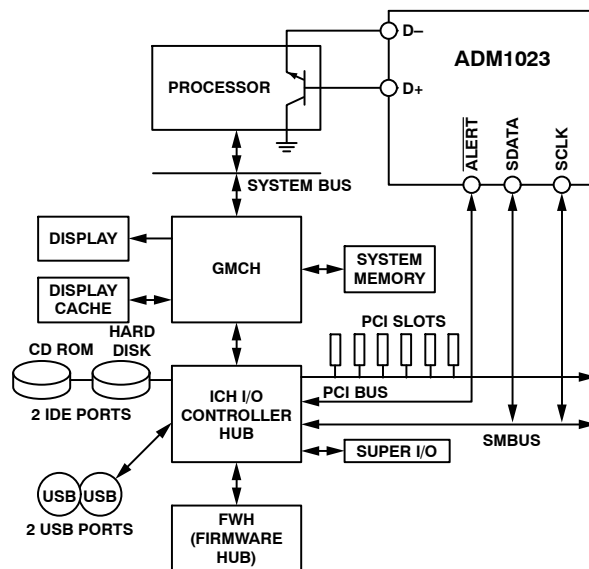 D–
ADM1023
PROCESSOR
D+
ALERT
SDATA
SCLK
SYSTEM BUS
DISPLAY
GMCH
SYSTEM
MEMORY
DISPLAY
CACHE
HARD
DISK
CD ROM
PCI SLOTS
2 IDE PORTS
ICH I/O
CONTROLLER
HUB
PCI BUS
SMBUS
SUPER I/O
USB
USB
2 USB PORTS
FWH
(FIRMWARE
HUB)